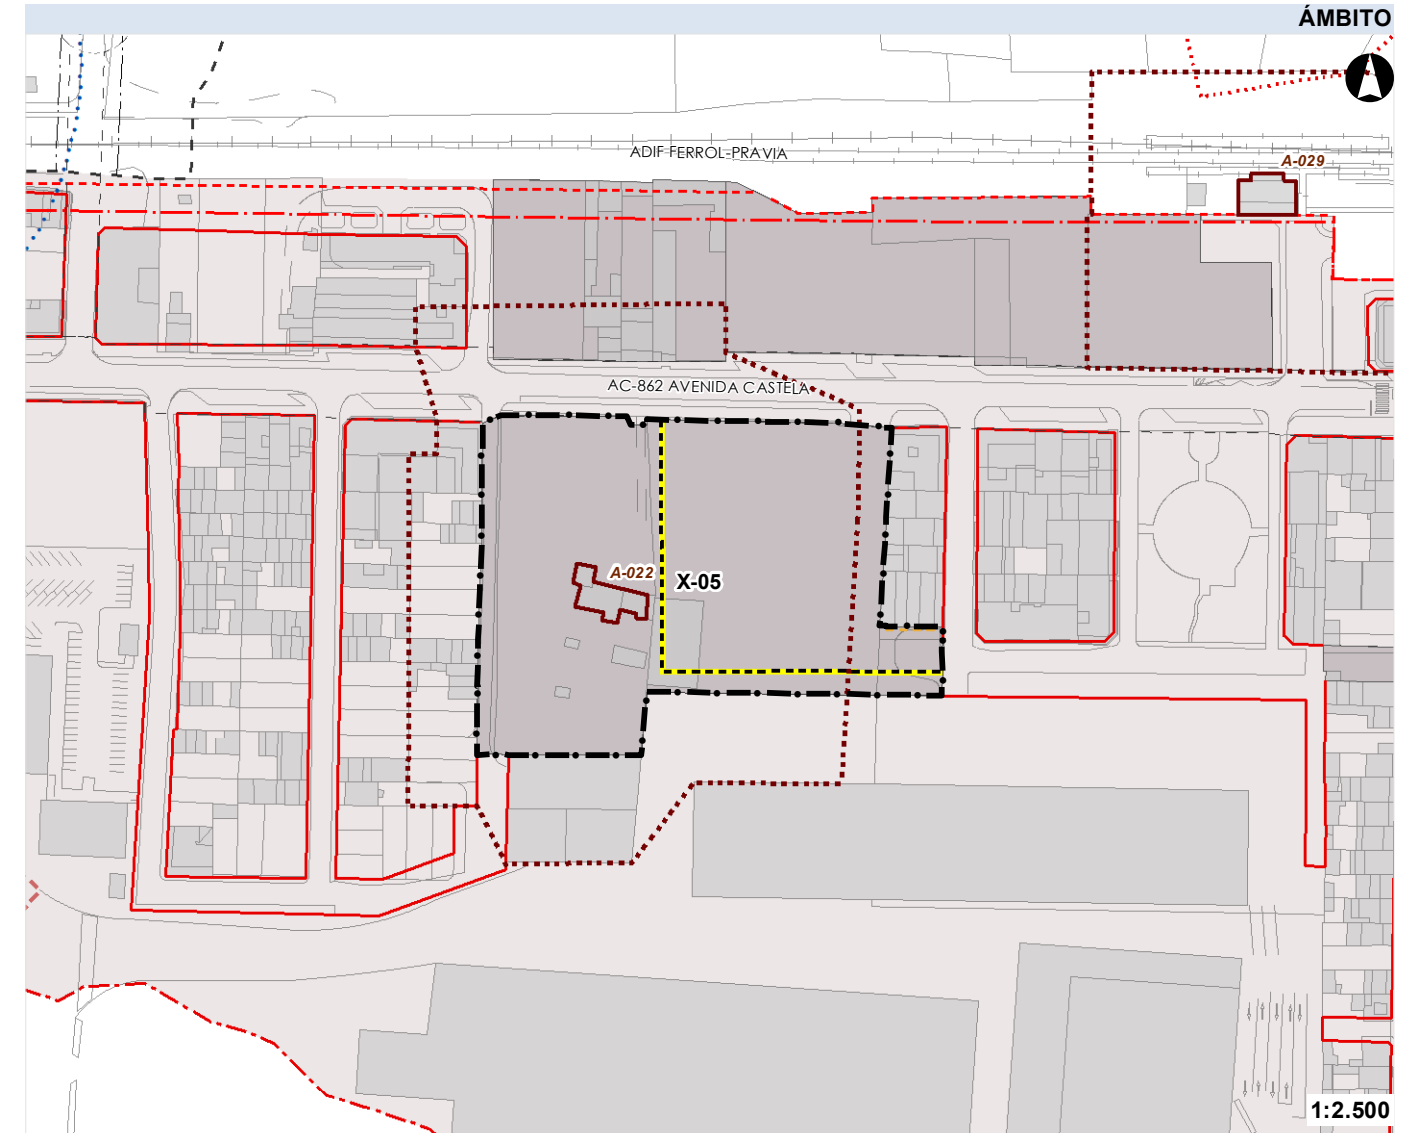 ÁMBITO
ADIF FERROL-PRAVIA
A-029
AC-862 AVENIDA CASTELA
A-022
X-05
1:2.500